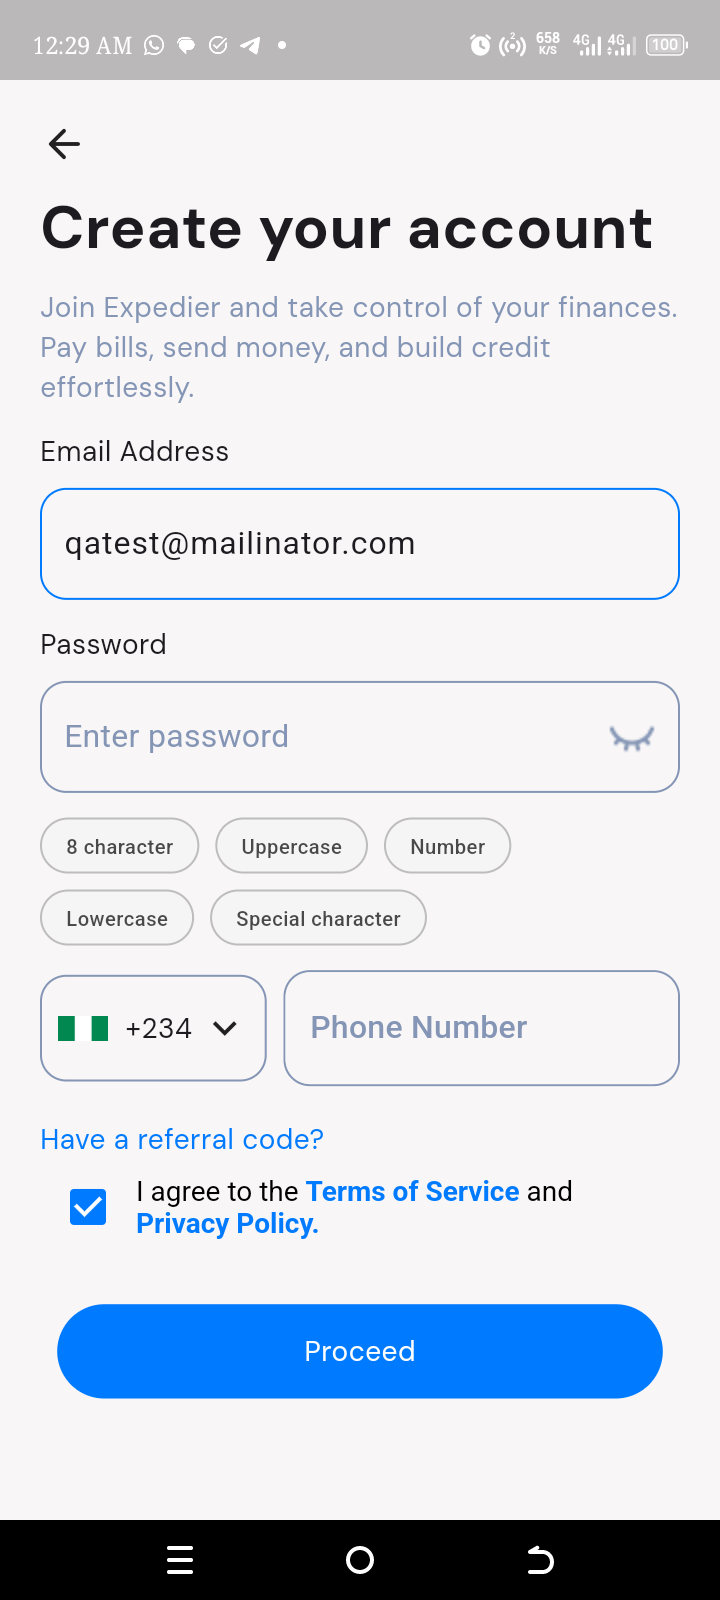 12:29 AM 2 658 K/S 4G 4G 100
Create your account
Join Expedier and take control of your finances.
Pay bills, send money, and build credit
effortlessly.
Email Address
qatest@mailinator.com
Password
Enter password
8 character Uppercase Number
Lowercase Special character
+234 Phone Number
Have a referral code?
I agree to the Terms of Service and
Privacy Policy.
Proceed